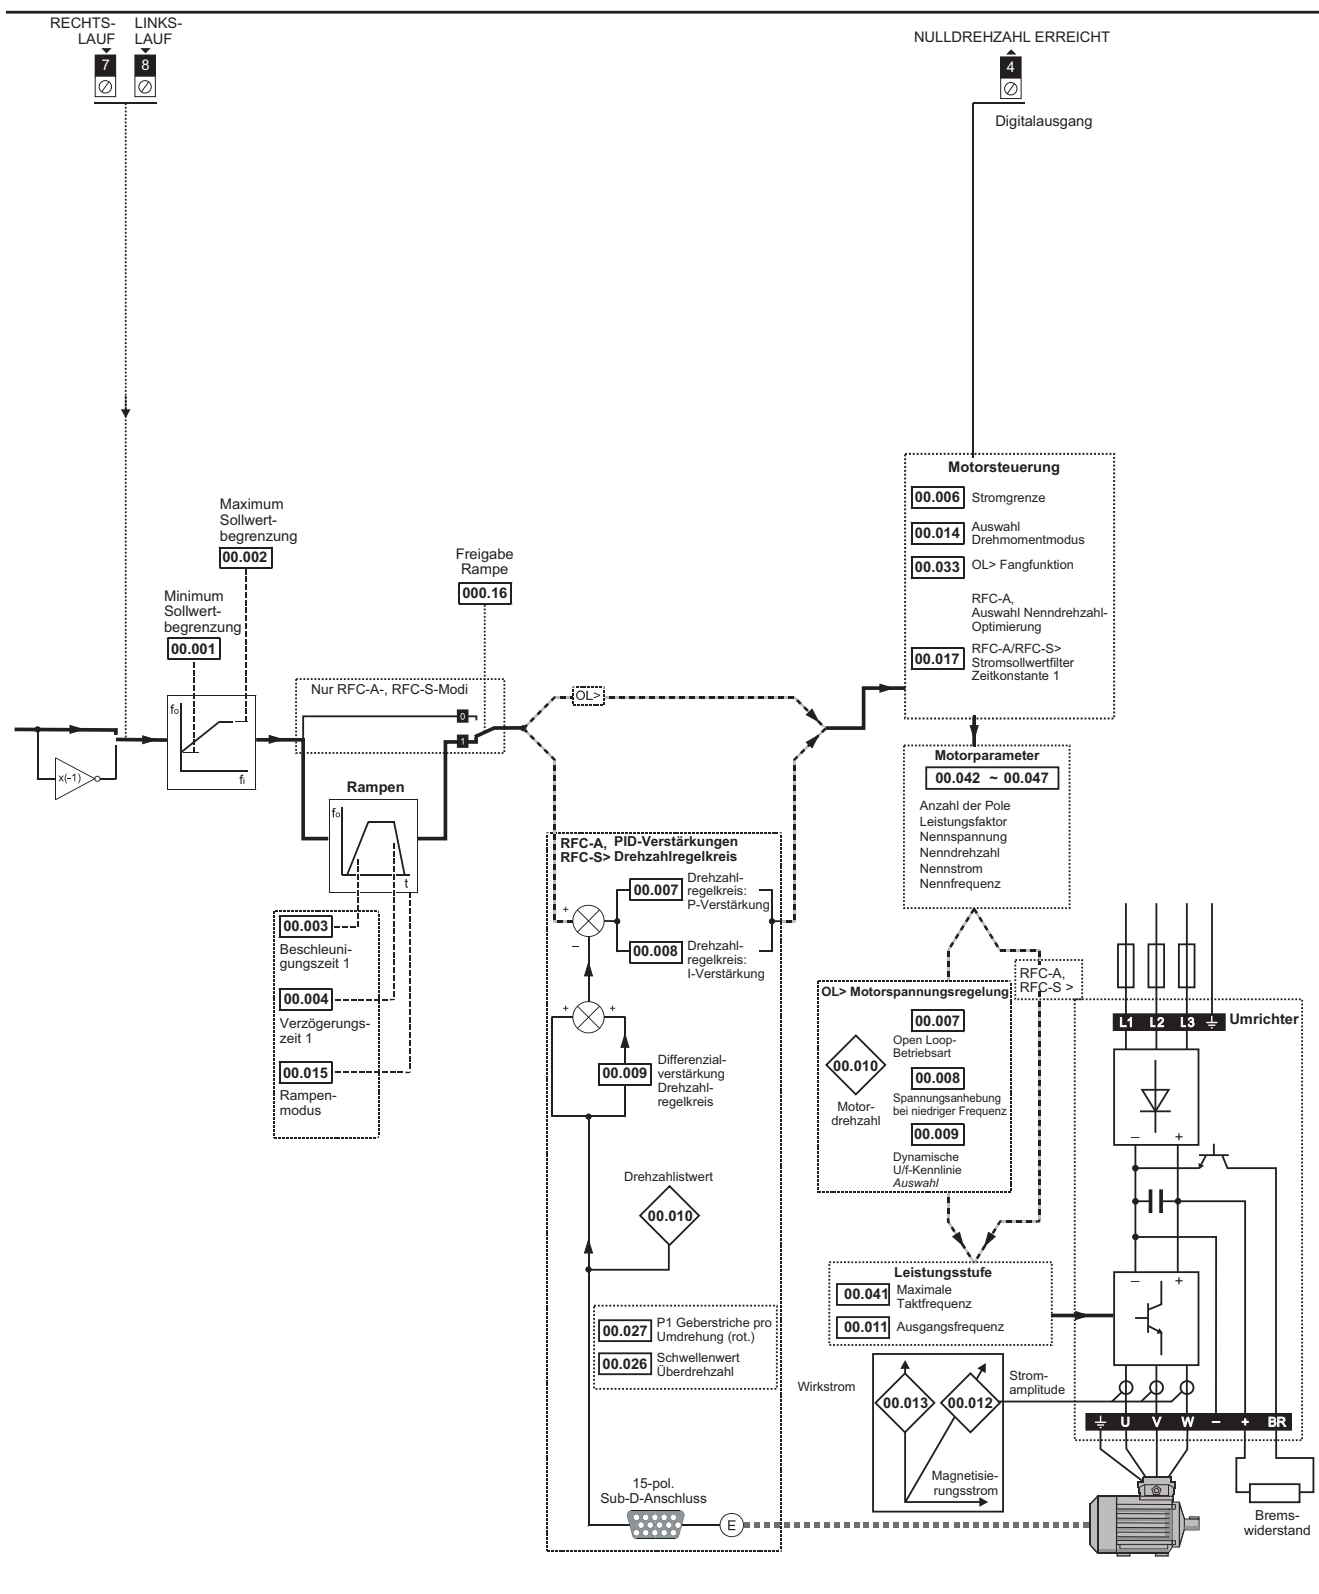 RECHTS-
LAUF
LINKS-
LAUF
7
8
NULLDREHZAHL ERREICHT
4
Digitalausgang
Motorsteuerung
00.006 Stromgrenze
00.014 Auswahl
Drehmomentmodus
00.033 OL> Fangfunktion
RFC-A,
Auswahl Nenndrehzahl-
Optimierung
00.017 RFC-A/RFC-S>
Stromsollwertfilter
Zeitkonstante 1
Maximum
Sollwert-
begrenzung
00.002
Minimum
Sollwert-
begrenzung
00.001
Freigabe
Rampe
000.16
Nur RFC-A-, RFC-S-Modi
0
1
OL>
x(-1)
fo
fi
Rampen
fo
t
00.003
Beschleuni-
gungszeit 1
00.004
Verzögerungs-
zeit 1
00.015
Rampen-
modus
Motorparameter
00.042 ~ 00.047
Anzahl der Pole
Leistungsfaktor
Nennspannung
Nenndrehzahl
Nennstrom
Nennfrequenz
RFC-A, PID-Verstärkungen
RFC-S> Drehzahlregelkreis
00.007 Drehzahl-
regelkreis:
P-Verstärkung
+
–
00.008 Drehzahl-
regelkreis:
I-Verstärkung
+ +
00.009 Differenzial-
verstärkung
Drehzahl-
regelkreis
Drehzahlistwert
00.010
00.027 P1 Geberstriche pro
Umdrehung (rot.)
00.026 Schwellenwert
Überdrehzahl
15-pol.
Sub-D-Anschluss
E
RFC-A,
RFC-S >
OL> Motorspannungsregelung
00.007
Open Loop-
Betriebsart
00.010
Motor-
drehzahl
00.008
Spannungsanhebung
bei niedriger Frequenz
00.009
Dynamische
U/f-Kennlinie
Auswahl
Leistungsstufe
00.041 Maximale
Taktfrequenz
00.011 Ausgangsfrequenz
Wirkstrom
00.013
00.012
Strom-
amplitude
Magnetisie-
rungsstrom
L1 L2 L3
Umrichter
– +
– +
U V W – + BR
Brems-
widerstand